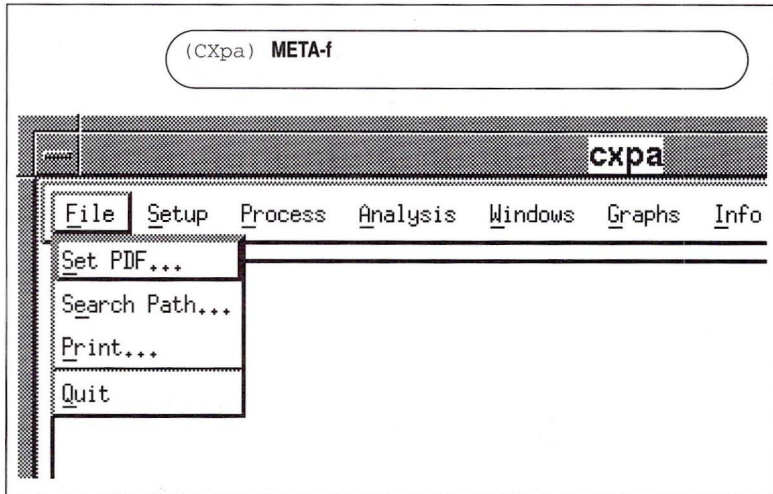 (CXpa) META-f
cxpa
File Setup Process Analysis Windows Graphs Info
Set PDF...
Search Path...
Print...
Quit